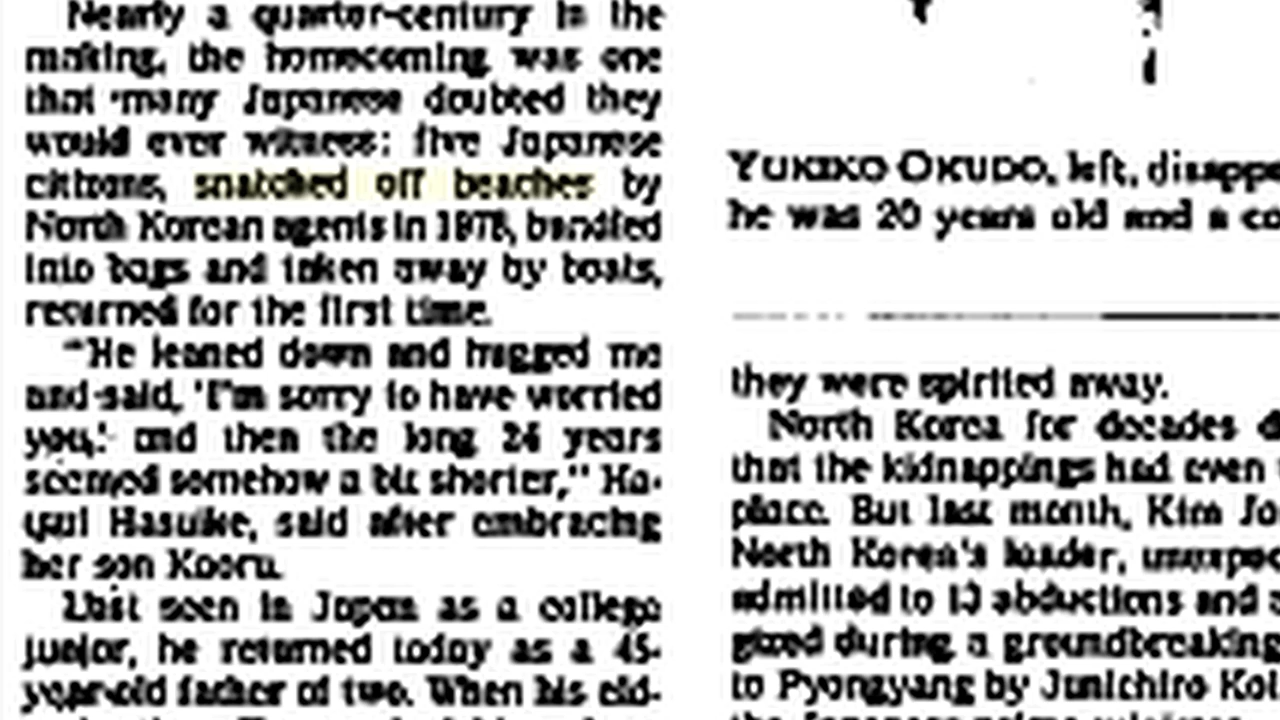 Nearly a quarter-century in the
making, the homecoming was one
that many Japanese doubted they
would ever witness: five Japanese
citizens, snatched off beaches by
North Korean agents in 1978, bundled
into bags and taken away by boats,
returned for the first time.
"He leaned down and hugged me
and said, 'I'm sorry to have worried
you,' and then the long 24 years
seemed somehow a bit shorter," Ha-
Hasuike, said after embracing
her son Kaoru.
Last seen in Japan as a college
junior, he returned today as a 45-
year-old father of two. When his eld-
YUKIKO OKUDO, left, disappe
he was 20 years old and a co
they were spirited away.
North Korea for decades d
that the kidnappings had even
place. But last month, Kim Jo
North Korea's leader, unexpec
admitted to 13 abductions and a
gized during a groundbreaking
to Pyongyang by Junichiro Koi